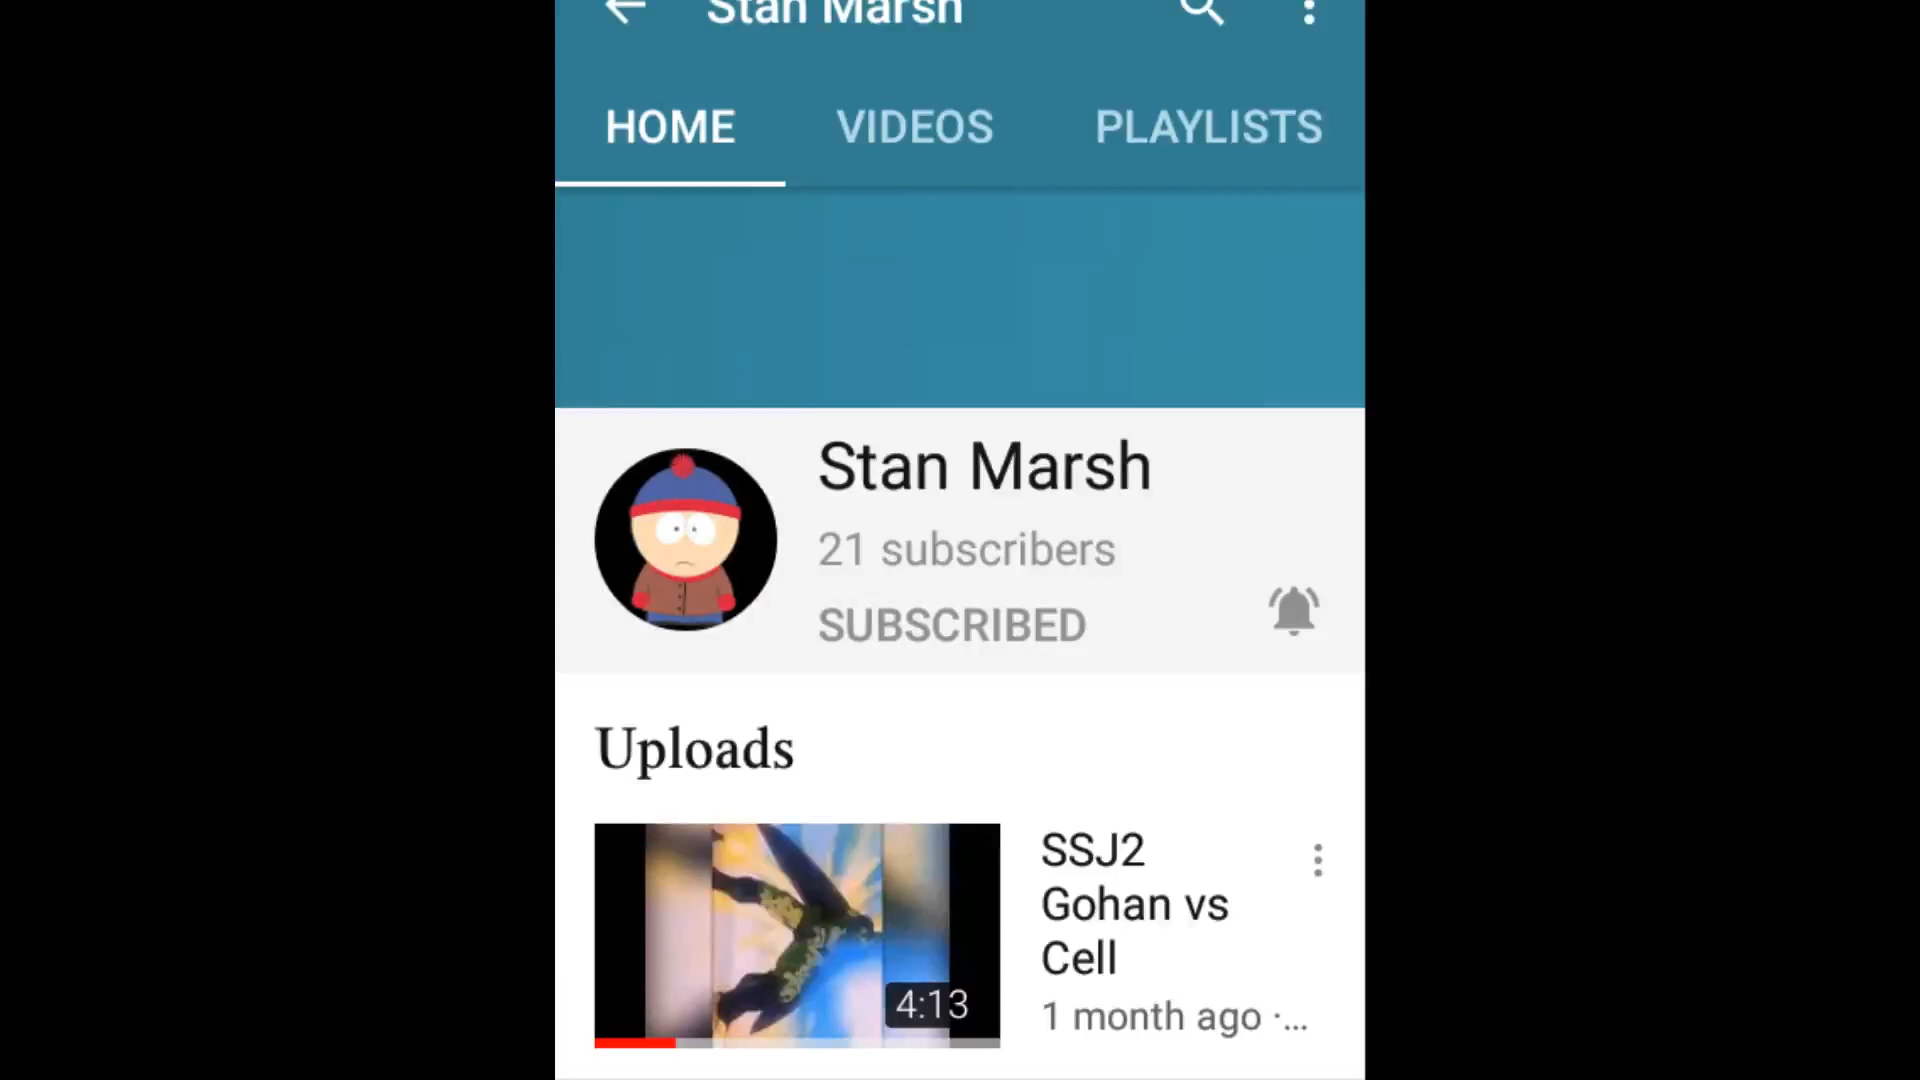 Stan Marsh
HOME VIDEOS PLAYLISTS
Stan Marsh
21 subscribers
SUBSCRIBED
Uploads
SSJ2
Gohan vs
Cell
4:13
1 month ago ·...